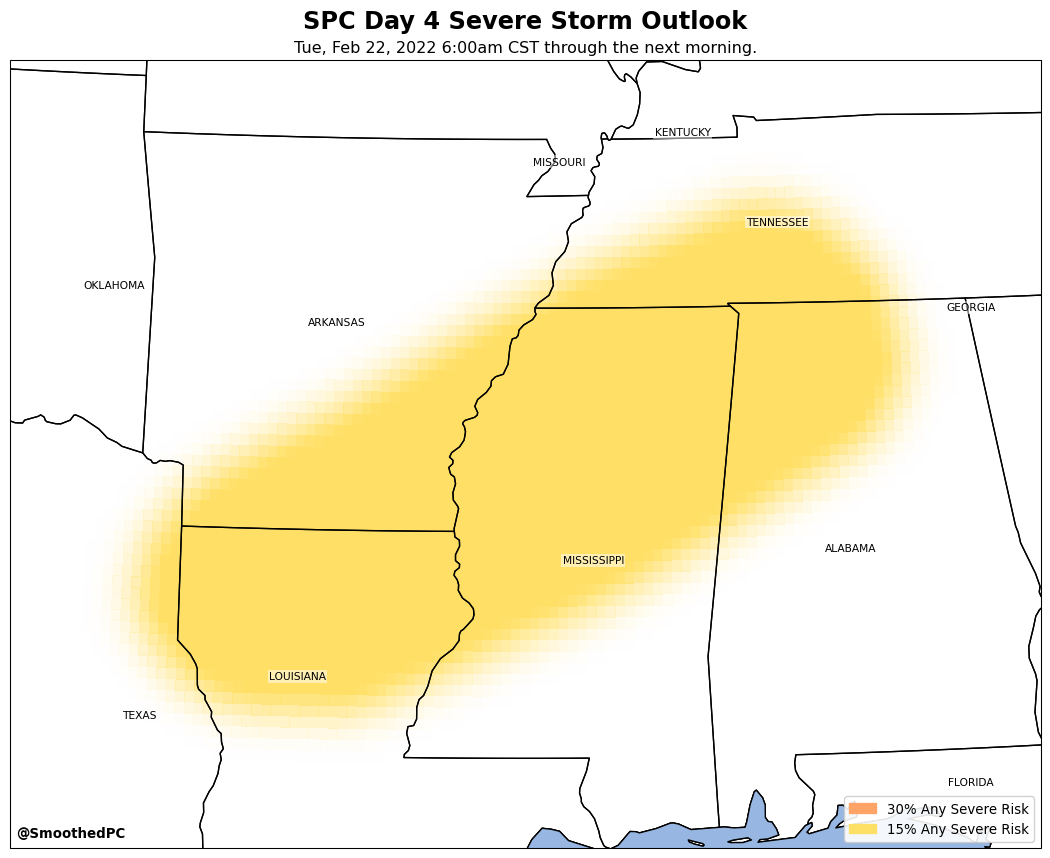 SPC Day 4 Severe Storm Outlook
Tue, Feb 22, 2022 6:00am CST through the next morning.
KENTUCKY
MISSOURI
TENNESSEE
OKLAHOMA
GEORGIA
ARKANSAS
ALABAMA
MISSISSIPPI
LOUISIANA
TEXAS
FLORIDA
30% Any Severe Risk
15% Any Severe Risk
@SmoothedPC